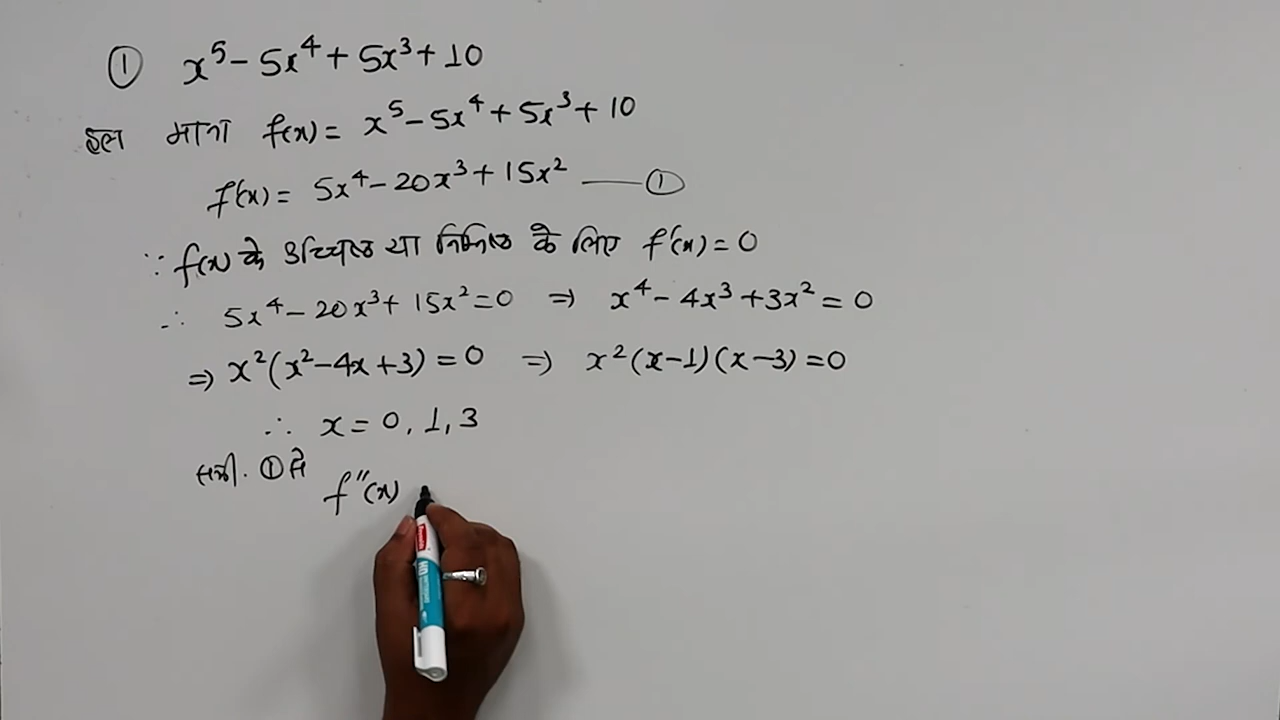 ① x⁵ - 5x⁴ + 5x³ + 10
हल माना f(x) = x⁵ - 5x⁴ + 5x³ + 10
f'(x) = 5x⁴ - 20x³ + 15x² —— ①
∵ f(x) के उच्चिष्ठ या निम्निष्ठ के लिए f'(x) = 0
∴ 5x⁴ - 20x³ + 15x² = 0 ⇒ x⁴ - 4x³ + 3x² = 0
⇒ x²(x² - 4x + 3) = 0 ⇒ x²(x-1)(x-3) = 0
∴ x = 0, 1, 3
समी. ① से
f''(x)